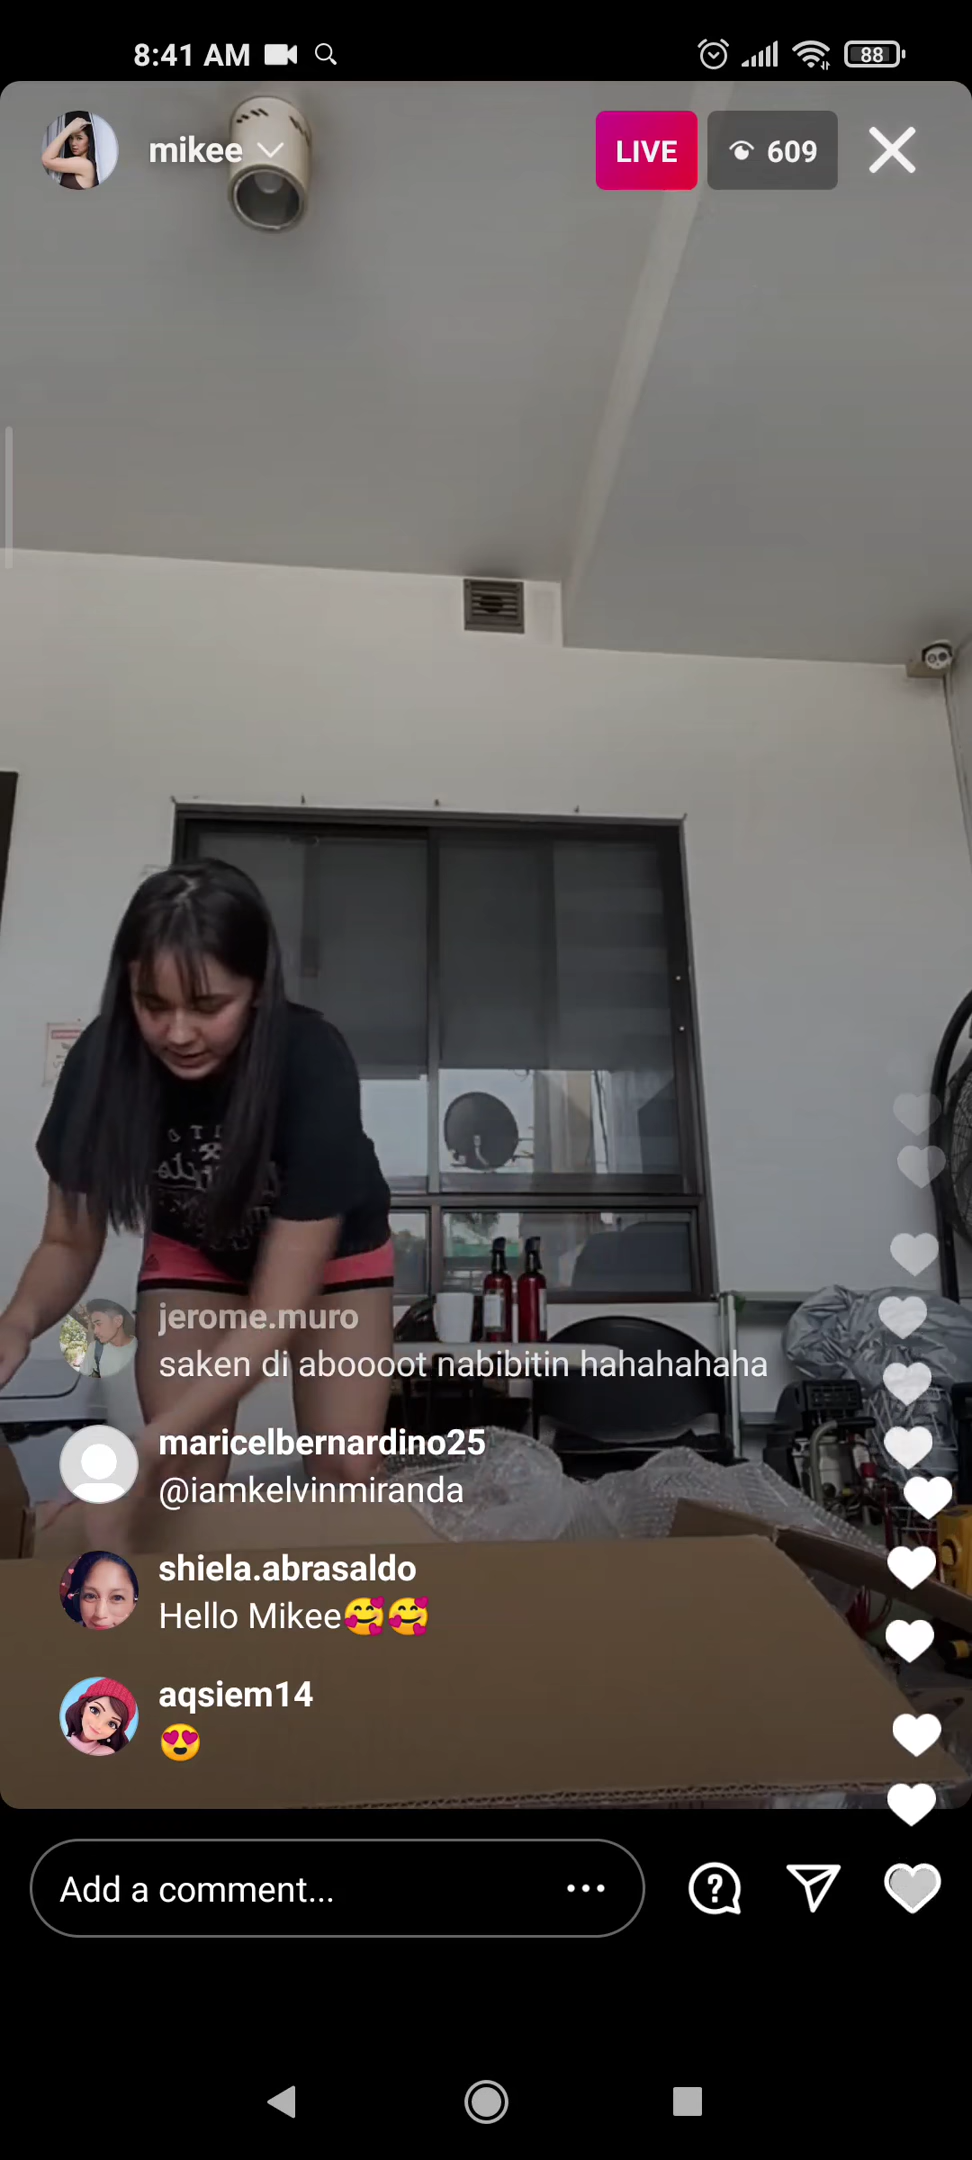 8:41 AM
88
mikee
LIVE
609
jerome.muro
saken di aboooot nabibitin hahahahaha
maricelbernardino25
@iamkelvinmiranda
shiela.abrasaldo
Hello Mikee🥰🥰
aqsiem14
😍
Add a comment...